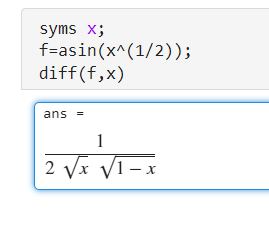 syms x;
f=asin(x^(1/2));
diff(f,x)
ans =
1
2 √x √1 − x